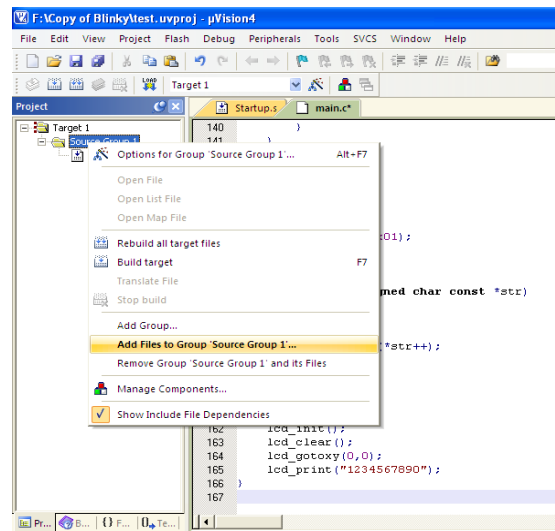 F:\Copy of Blinky\test.uvproj - µVision4
File Edit View Project Flash Debug Peripherals Tools SVCS Window Help
LOAD Target 1
Project
Startup.s main.c*
Target 1
Source Group 1
140 }
141 }
Options for Group 'Source Group 1'... Alt+F7
Open File
Open List File
Open Map File
Rebuild all target files
Build target F7
Translate File
Stop build
Add Group...
Add Files to Group 'Source Group 1'...
Remove Group 'Source Group 1' and its Files
Manage Components...
Show Include File Dependencies
:01);
gned char const *str)
(*str++);
162 lcd_init();
163 lcd_clear();
164 lcd_gotoxy(0,0);
165 lcd_print("1234567890");
166 }
167
Pr... B... {} F... 0 Te...